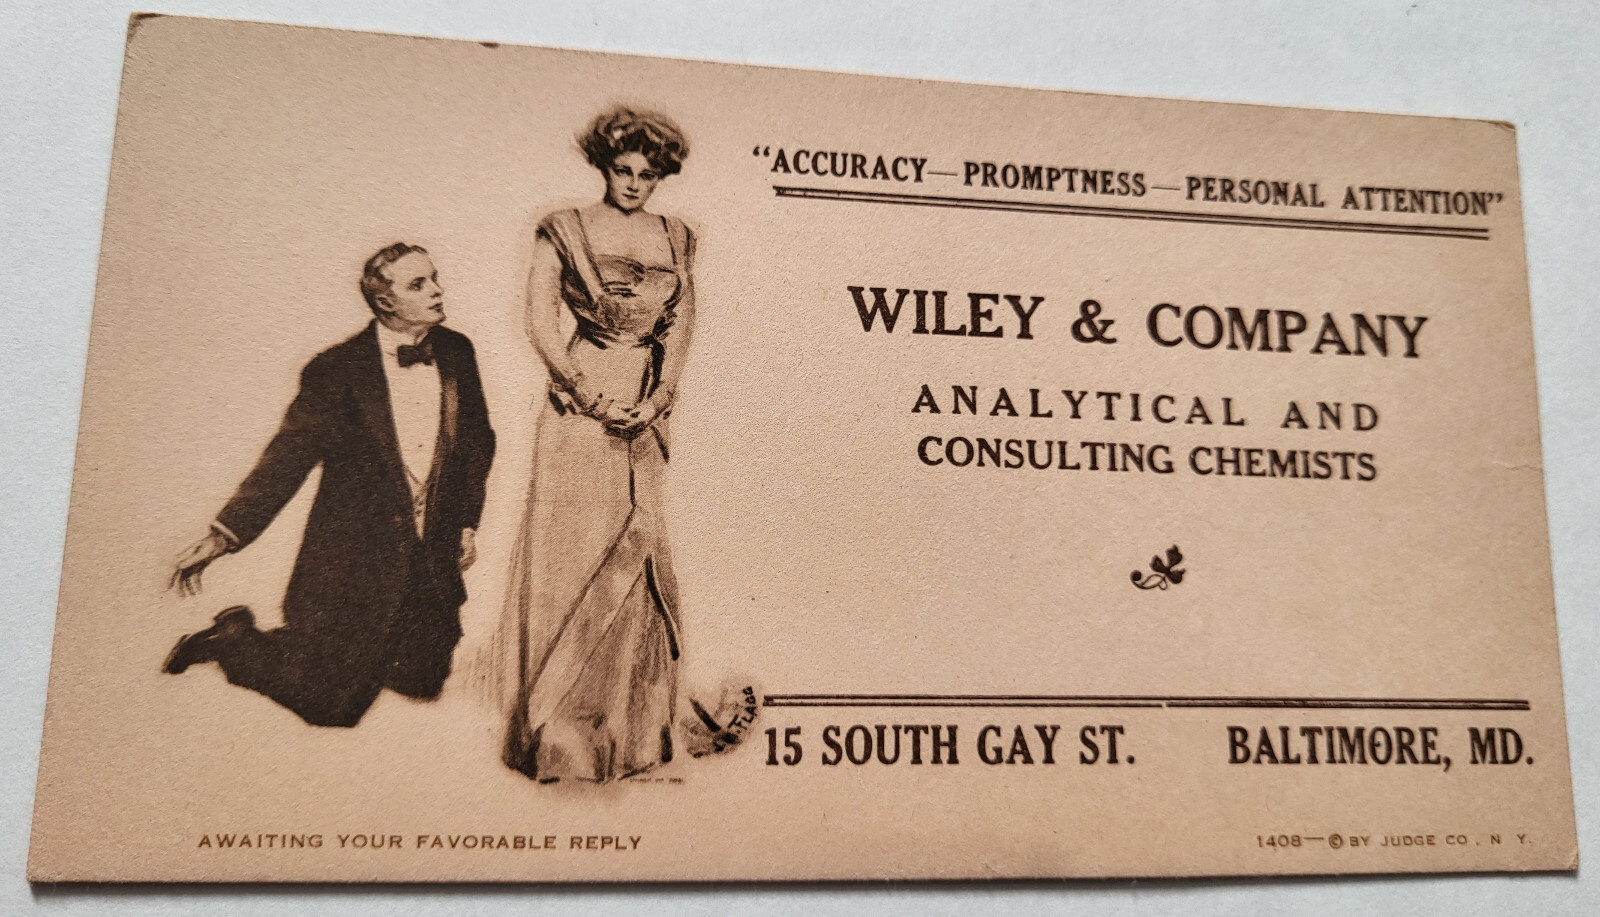 “ACCURACY—PROMPTNESS—PERSONAL ATTENTION”
WILEY & COMPANY
ANALYTICAL AND
CONSULTING CHEMISTS
FLAGG
15 SOUTH GAY ST. BALTIMORE, MD.
AWAITING YOUR FAVORABLE REPLY
1408—© BY JUDGE CO., N. Y.